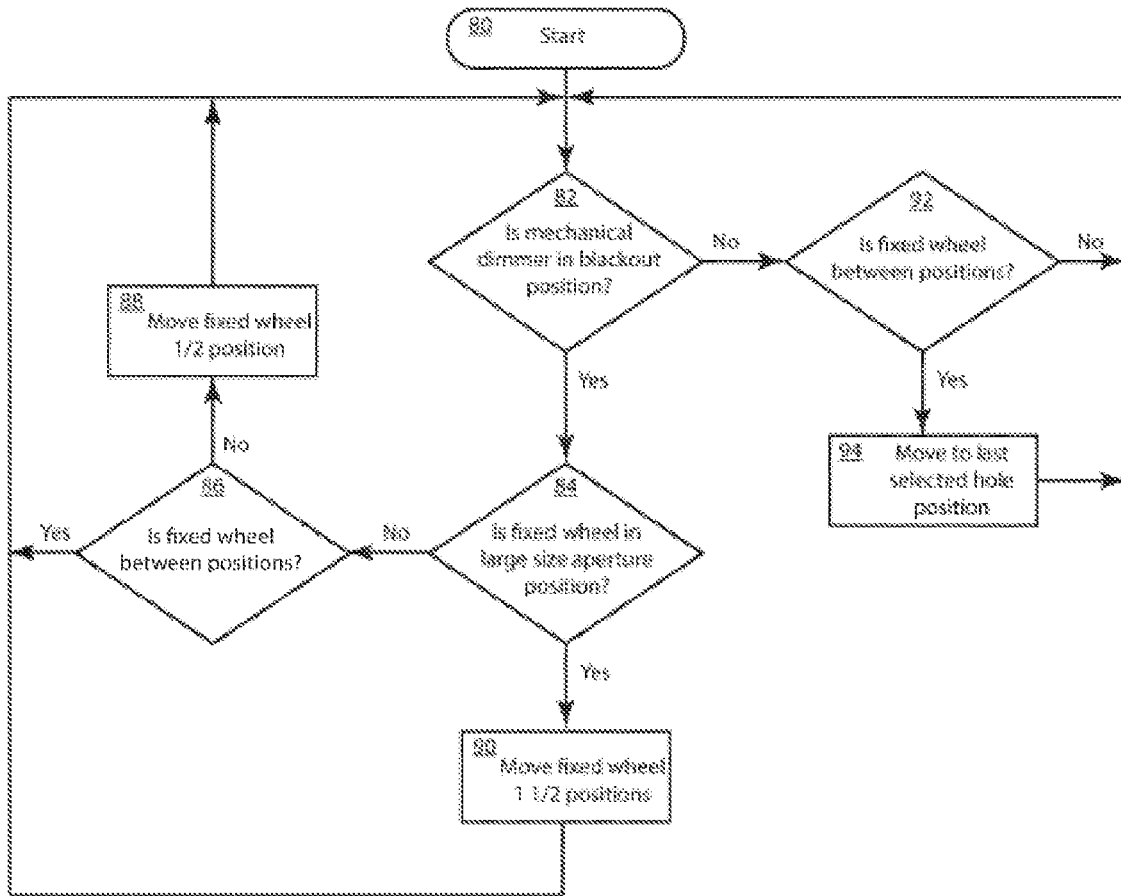 80
Start
82
Is mechanical
dimmer in blackout
position?
No
92
Is fixed wheel
between positions?
No
88
Move fixed wheel
1/2 position
Yes
Yes
No
94
Move to last
selected hole
position
86
Is fixed wheel
between positions?
Yes
No
84
Is fixed wheel in
large size aperture
position?
Yes
Move fixed wheel
1 1/2 positions